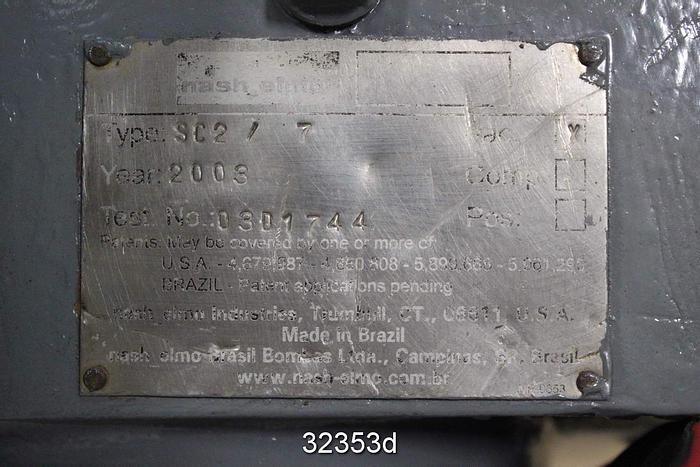 nash_elmo
Type: SC2 / 7 Vac. X
Year: 2003 Comp.
Test No.: 0301744 Pos:
Patents: May be covered by one or more of
U.S.A. -
BRAZIL - Patent applications pending
nash_elmo Industries, Trumbull, CT., 06611, U.S.A.
Made in Brazil
nash_elmo Brasil Bombas Ltda., Campinas, SP, Brasil
www.nash-elmo.com.br
32353d